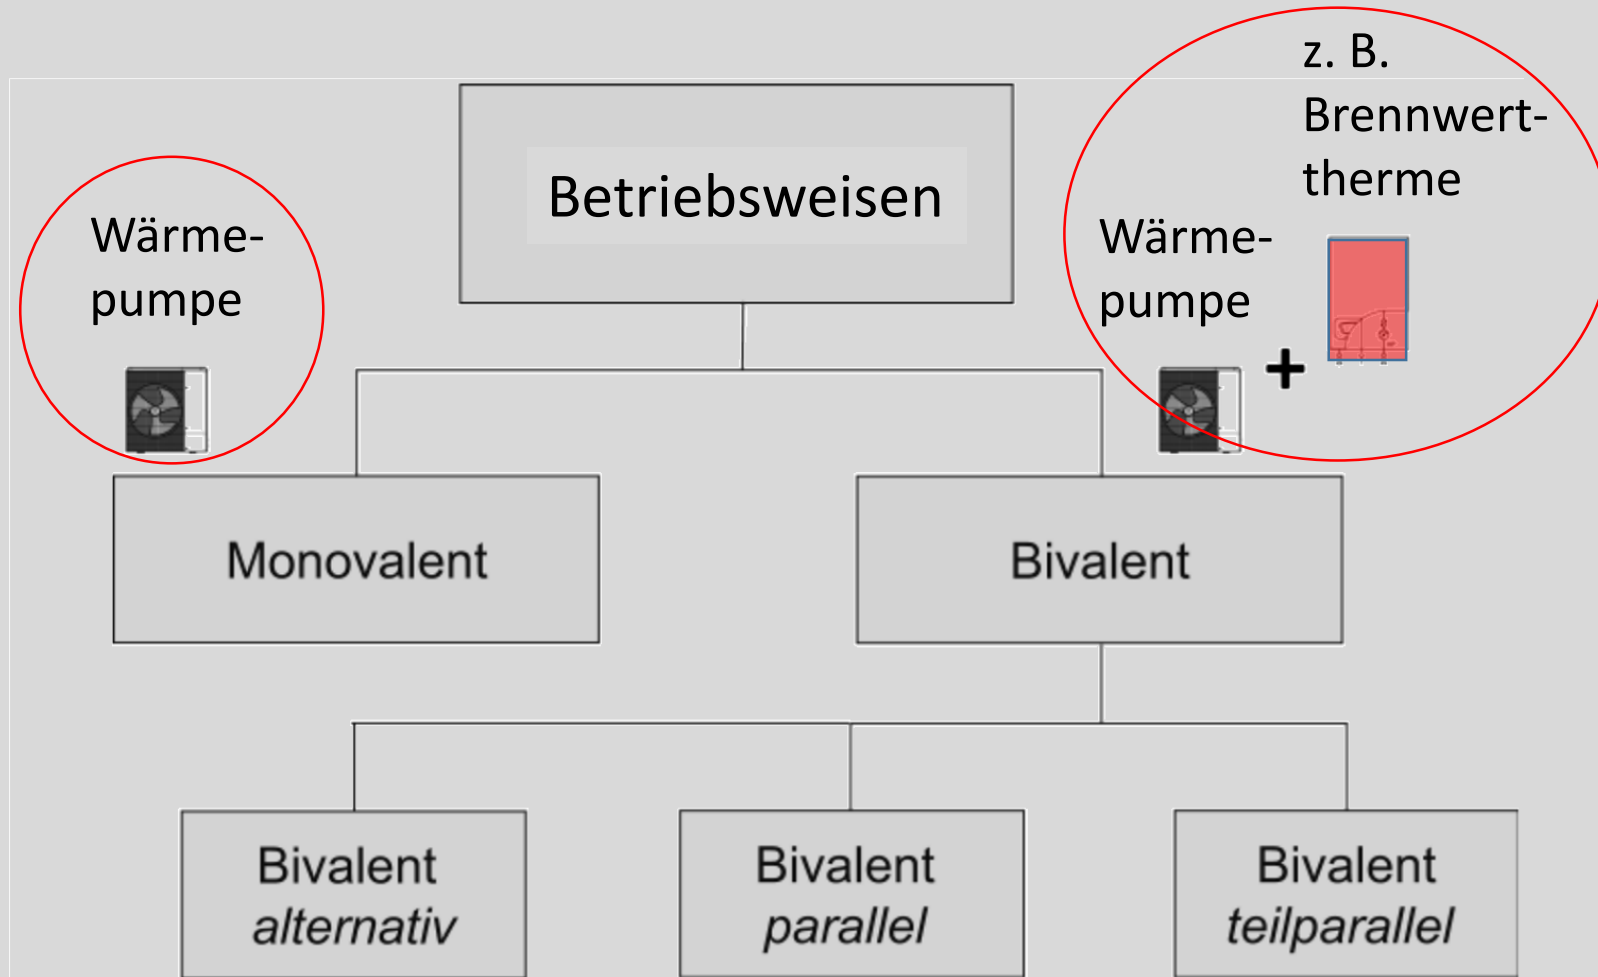 Betriebsweisen
Wärme-
pumpe
z. B.
Brennwert-
therme
Wärme-
pumpe
+
Monovalent
Bivalent
Bivalent
alternativ
Bivalent
parallel
Bivalent
teilparallel